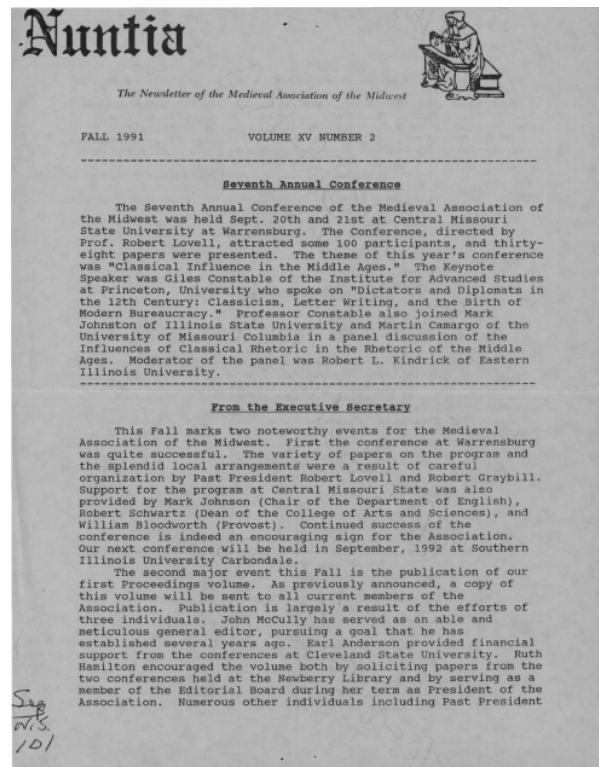 Nuntia
The Newsletter of the Medieval Association of the Midwest
FALL 1991 VOLUME XV NUMBER 2
Seventh Annual Conference
The Seventh Annual Conference of the Medieval Association of
the Midwest was held Sept. 20th and 21st at Central Missouri
State University at Warrensburg. The Conference, directed by
Prof. Robert Lovell, attracted some 100 participants, and thirty-
eight papers were presented. The theme of this year's conference
was "Classical Influence in the Middle Ages." The Keynote
Speaker was Giles Constable of the Institute for Advanced Studies
at Princeton, University who spoke on "Dictators and Diplomats in
the 12th Century: Classicism, Letter Writing, and the Birth of
Modern Bureaucracy." Professor Constable also joined Mark
Johnston of Illinois State University and Martin Camargo of the
University of Missouri Columbia in a panel discussion of the
Influences of Classical Rhetoric in the Rhetoric of the Middle
Ages. Moderator of the panel was Robert L. Kindrick of Eastern
Illinois University.
From the Executive Secretary
This Fall marks two noteworthy events for the Medieval
Association of the Midwest. First the conference at Warrensburg
was quite successful. The variety of papers on the program and
the splendid local arrangements were a result of careful
organization by Past President Robert Lovell and Robert Graybill.
Support for the program at Central Missouri State was also
provided by Mark Johnson (Chair of the Department of English),
Robert Schwartz (Dean of the College of Arts and Sciences), and
William Bloodworth (Provost). Continued success of the
conference is indeed an encouraging sign for the Association.
Our next conference will be held in September, 1992 at Southern
Illinois University Carbondale.
The second major event this Fall is the publication of our
first Proceedings volume. As previously announced, a copy of
this volume will be sent to all current members of the
Association. Publication is largely a result of the efforts of
three individuals. John McCully has served as an able and
meticulous general editor, pursuing a goal that he has
established several years ago. Earl Anderson provided financial
support from the conferences at Cleveland State University. Ruth
Hamilton encouraged the volume both by soliciting papers from the
two conferences held at the Newberry Library and by serving as a
member of the Editorial Board during her term as President of the
Association. Numerous other individuals including Past President
101